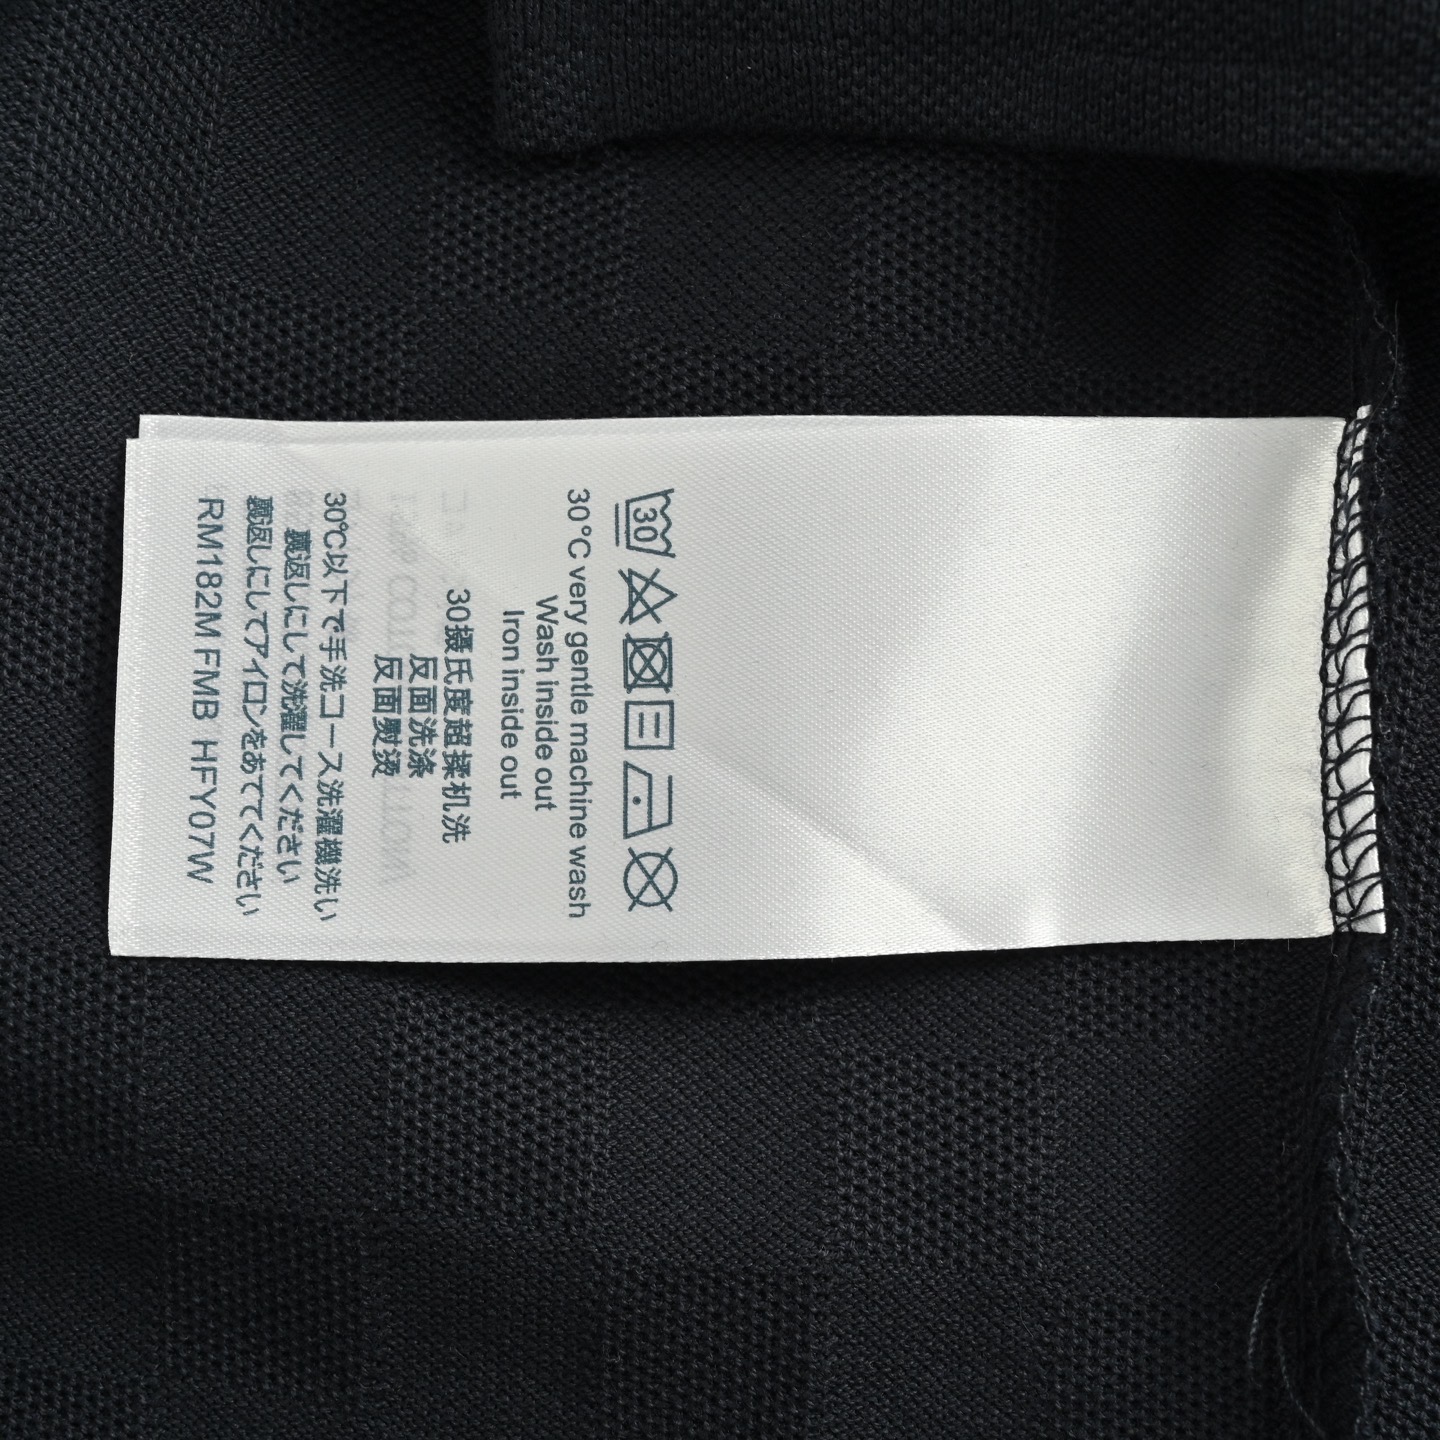 30
30°C very gentle machine wash
Wash inside out
Iron inside out
30摄氏度超揉机洗
反面洗涤
反面熨烫
30℃以下で手洗コース洗濯機洗い
裏返しにして洗濯してください
裏返しにしてアイロンをあててください
RM182M FMB HFY07W